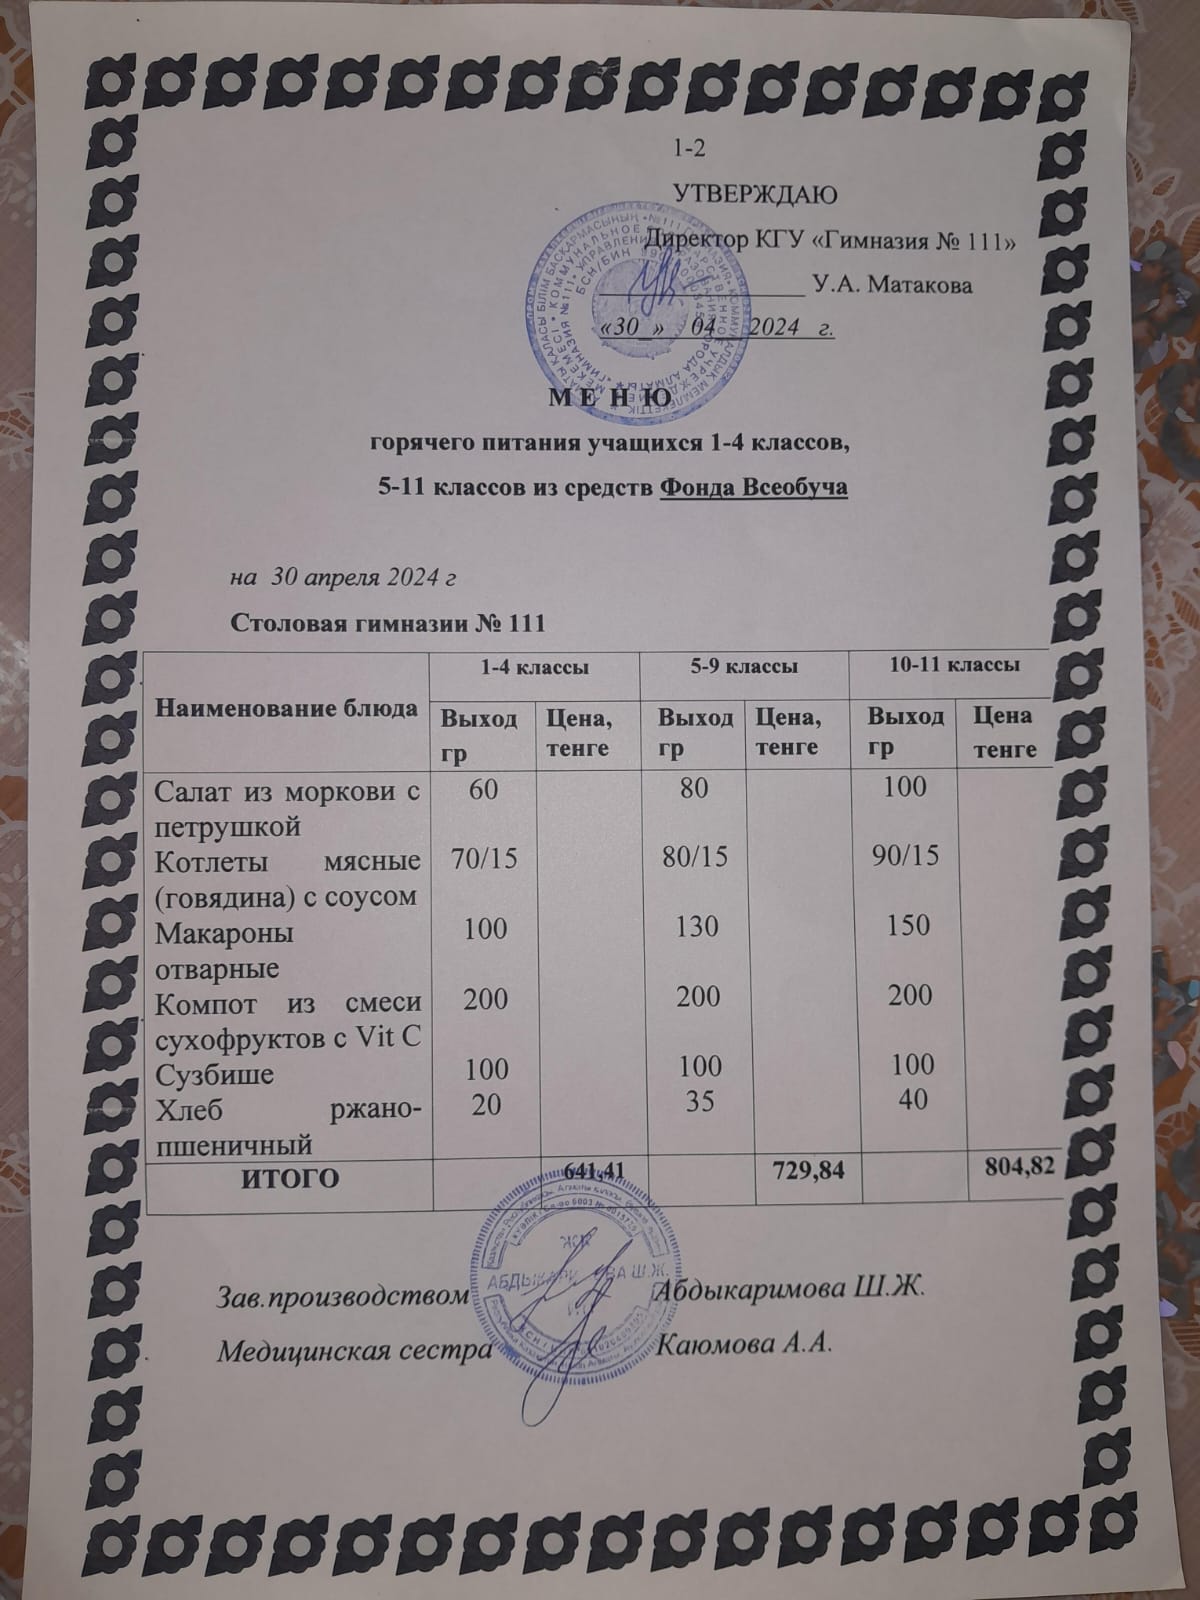 1-2
УТВЕРЖДАЮ
Директор КГУ «Гимназия № 111»
У.А. Матакова
«30_» 04 2024 г.
М Е Н Ю
горячего питания учащихся 1-4 классов,
5-11 классов из средств Фонда Всеобуча
на 30 апреля 2024 г
Столовая гимназии № 111
Наименование блюда 1-4 классы 5-9 классы 10-11 классы
Выход Цена, Выход Цена, Выход Цена
гр тенге гр тенге гр тенге
Салат из моркови с 60 80 100
петрушкой
Котлеты мясные 70/15 80/15 90/15
(говядина) с соусом
Макароны 100 130 150
отварные
Компот из смеси 200 200 200
сухофруктов с Vit C
Сузбише 100 100 100
Хлеб ржано- 20 35 40
пшеничный
ИТОГО 641,41 729,84 804,82
Зав.производством Абдыкаримова Ш.Ж.
Медицинская сестра Каюмова А.А.